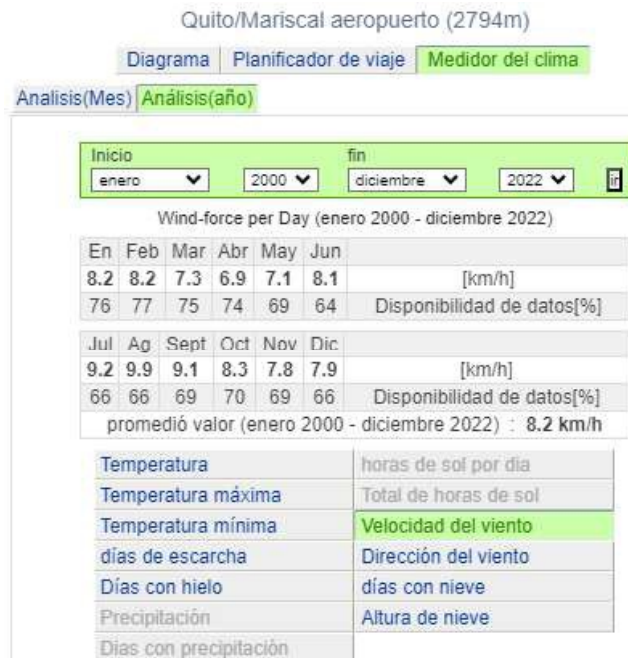 Quito/Mariscal aeropuerto (2794m)
Diagrama Planificador de viaje Medidor del clima
Analisis(Mes) Análisis(año)
Inicio fin
enero 2000 diciembre 2022 ir
Wind-force per Day (enero 2000 - diciembre 2022)
En Feb Mar Abr May Jun
8.2 8.2 7.3 6.9 7.1 8.1 [km/h]
76 77 75 74 69 64 Disponibilidad de datos[%]
Jul Ag Sept Oct Nov Dic
9.2 9.9 9.1 8.3 7.8 7.9 [km/h]
66 66 69 70 69 66 Disponibilidad de datos[%]
promedió valor (enero 2000 - diciembre 2022) : 8.2 km/h
Temperatura horas de sol por dia
Temperatura máxima Total de horas de sol
Temperatura mínima Velocidad del viento
días de escarcha Dirección del viento
Días con hielo días con nieve
Precipitación Altura de nieve
Dias con precipitación